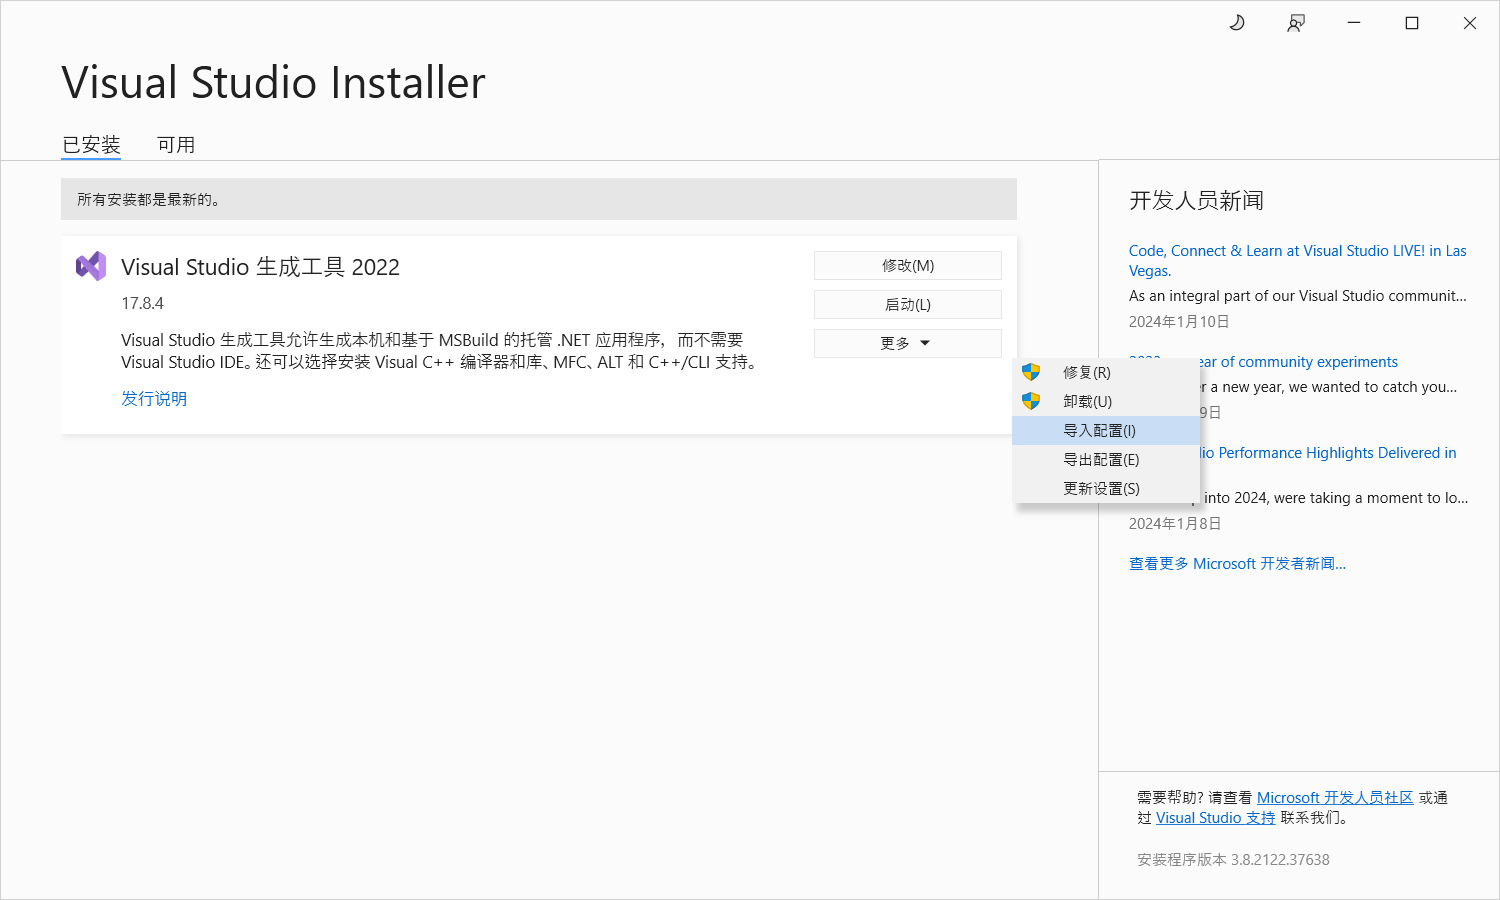 Visual Studio Installer
已安装 可用
所有安装都是最新的。
Visual Studio 生成工具 2022
17.8.4
Visual Studio 生成工具允许生成本机和基于 MSBuild 的托管 .NET 应用程序，而不需要
Visual Studio IDE。还可以选择安装 Visual C++ 编译器和库、MFC、ALT 和 C++/CLI 支持。
发行说明
修改(M)
启动(L)
更多
修复(R)
卸载(U)
导入配置(I)
导出配置(E)
更新设置(S)
开发人员新闻
Code, Connect & Learn at Visual Studio LIVE! in Las
Vegas.
As an integral part of our Visual Studio communit...
2024年1月10日
ear of community experiments
r a new year, we wanted to catch you...
9日
io Performance Highlights Delivered in
into 2024, were taking a moment to lo...
2024年1月8日
查看更多 Microsoft 开发者新闻...
需要帮助? 请查看 Microsoft 开发人员社区 或通
过 Visual Studio 支持 联系我们。
安装程序版本 3.8.2122.37638